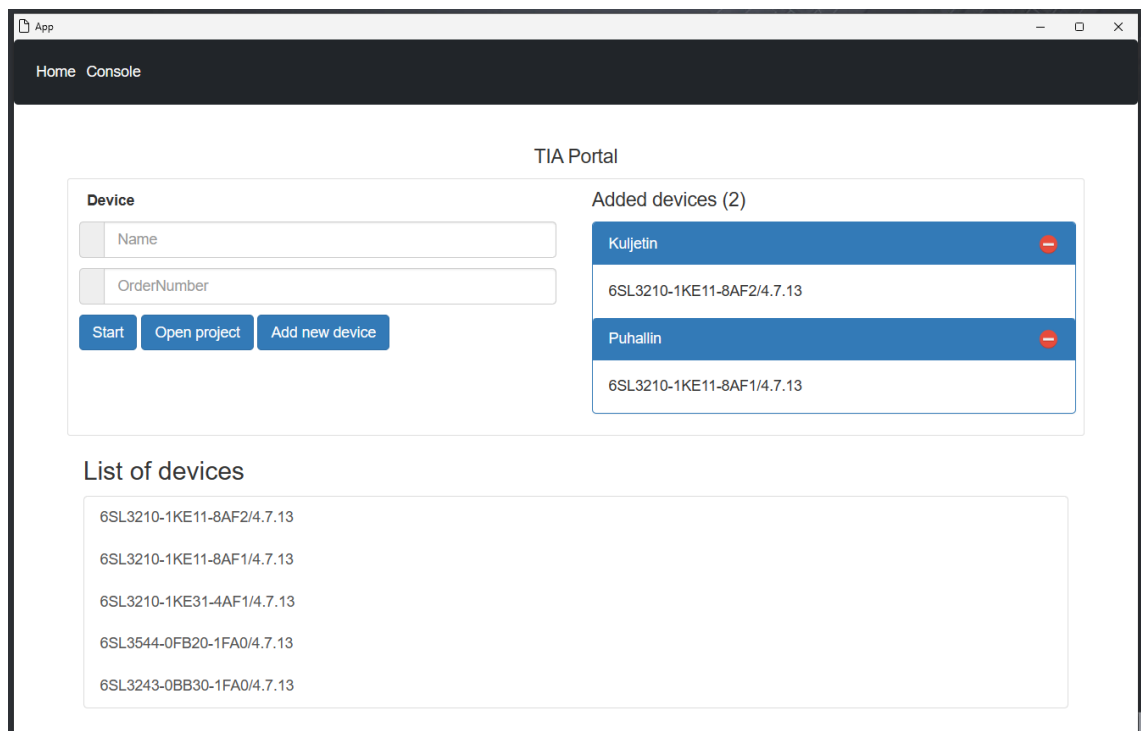 App
Home Console
TIA Portal
Device
Name
OrderNumber
Start Open project Add new device
Added devices (2)
Kuljetin
6SL3210-1KE11-8AF2/4.7.13
Puhallin
6SL3210-1KE11-8AF1/4.7.13
List of devices
6SL3210-1KE11-8AF2/4.7.13
6SL3210-1KE11-8AF1/4.7.13
6SL3210-1KE31-4AF1/4.7.13
6SL3544-0FB20-1FA0/4.7.13
6SL3243-0BB30-1FA0/4.7.13